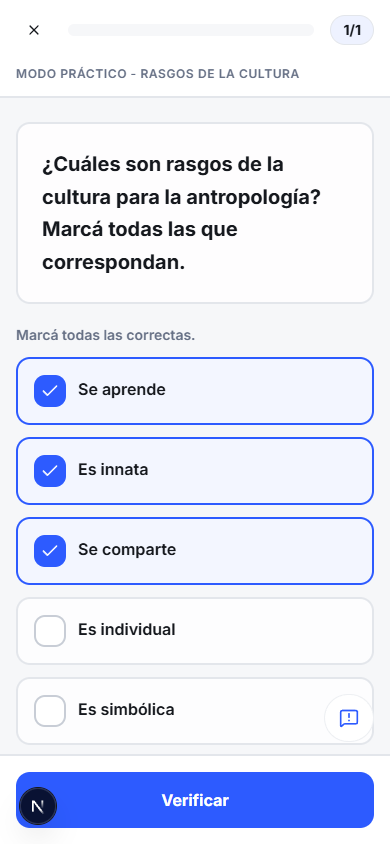 1/1
MODO PRÁCTICO - RASGOS DE LA CULTURA
¿Cuáles son rasgos de la
cultura para la antropología?
Marcá todas las que
correspondan.
Marcá todas las correctas.
Se aprende
Es innata
Se comparte
Es individual
Es simbólica
Verificar
N